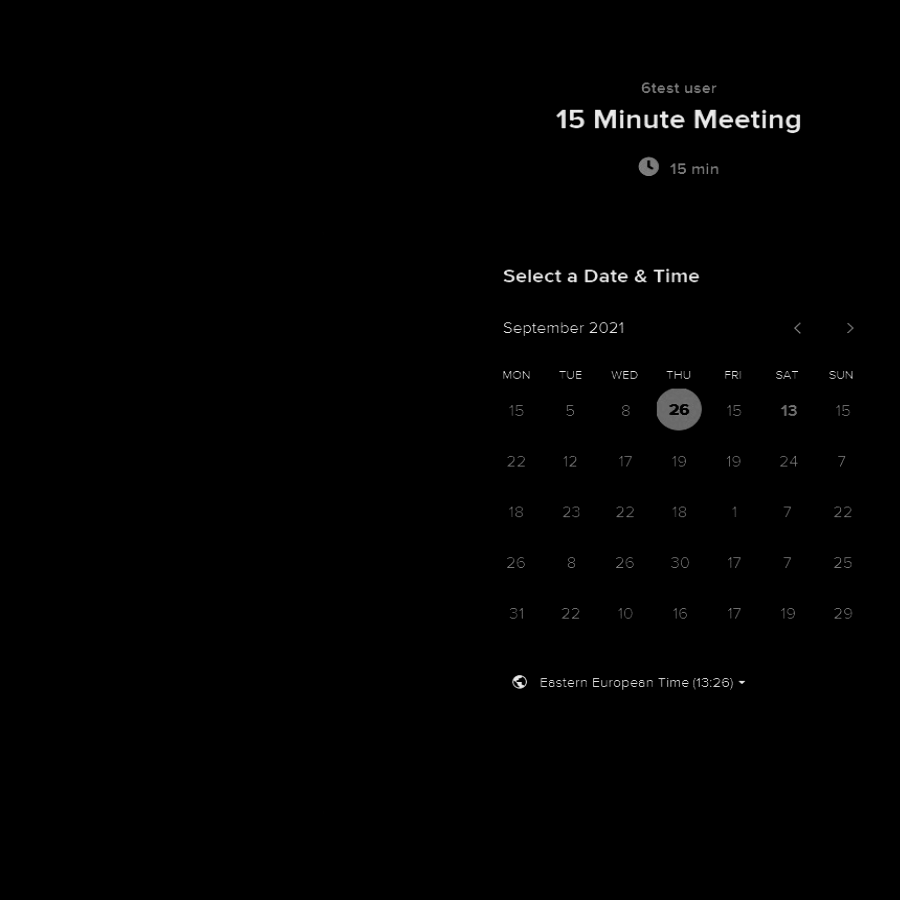 6test user
15 Minute Meeting
15 min
Select a Date & Time
September 2021
MON TUE WED THU FRI SAT SUN
15 5 8 26 15 13 15
22 12 17 19 19 24 7
18 23 22 18 1 7 22
26 8 26 30 17 7 25
31 22 10 16 17 19 29
Eastern European Time (13:26)